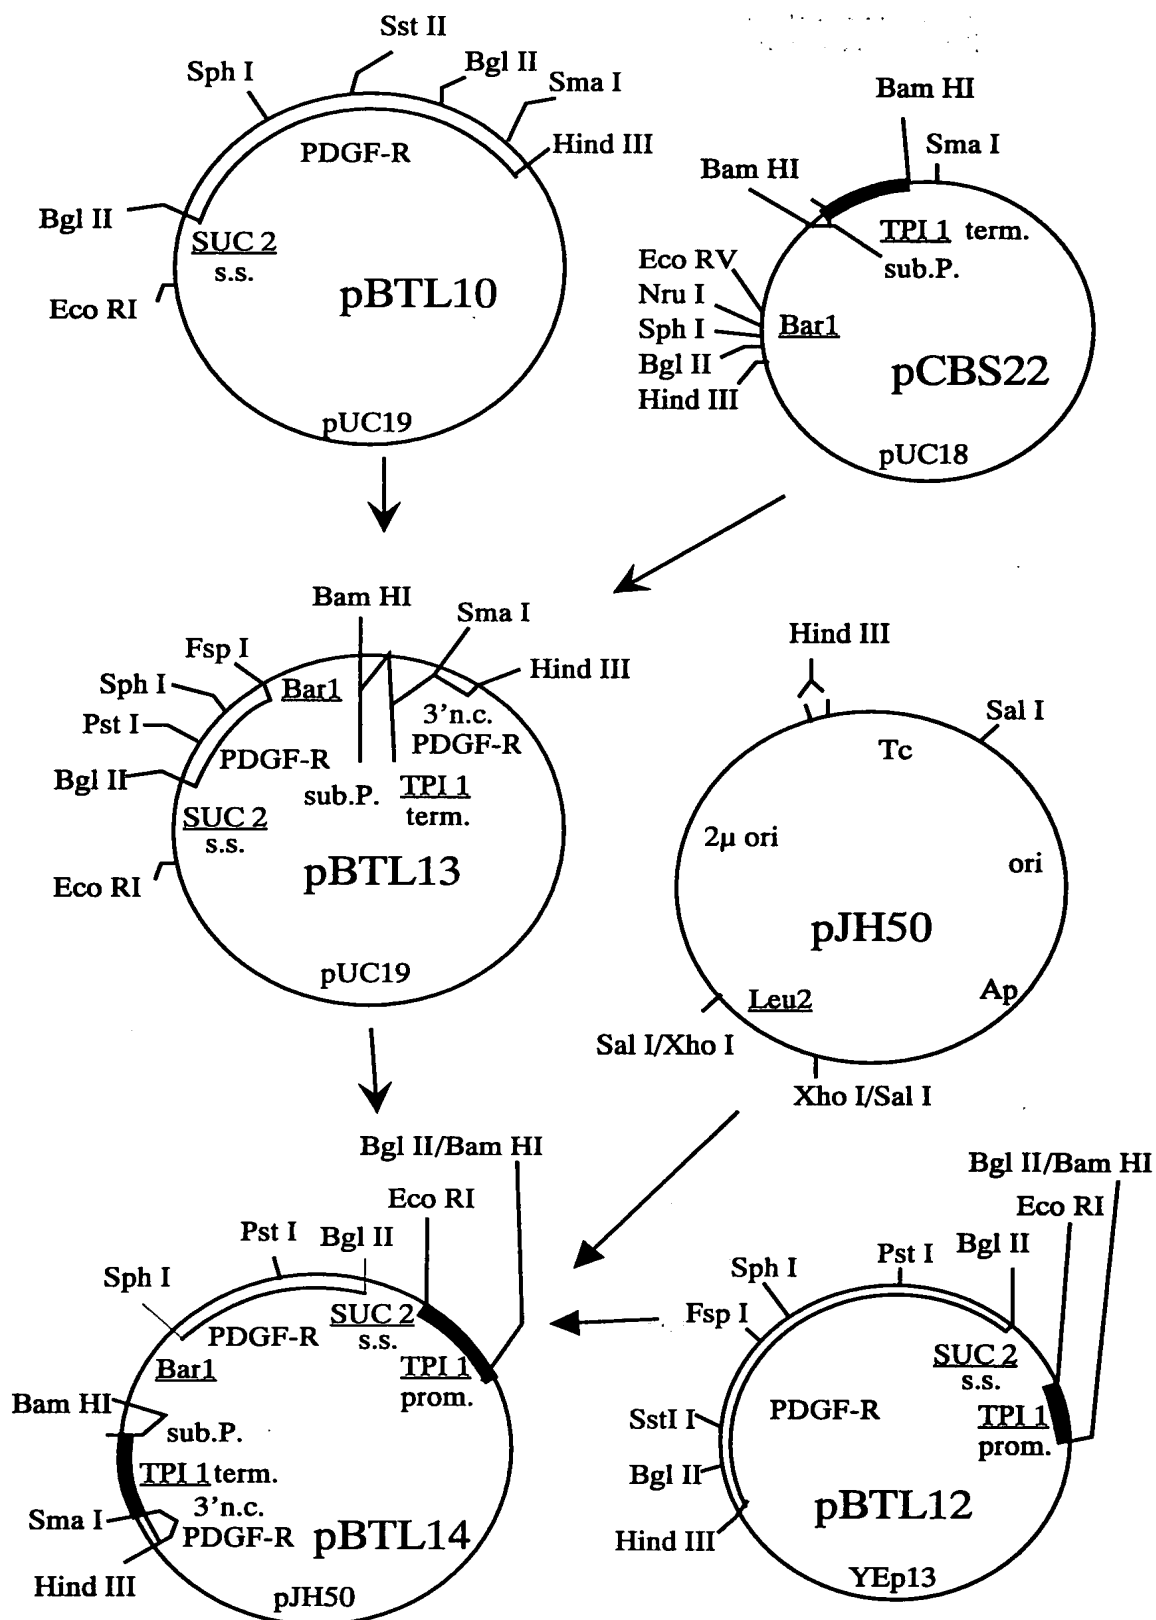 Sst II
Sph I
Bgl II
Sma I
PDGF-R
Hind III
Bgl II
SUC 2
s.s.
Eco RI
pBTL10
pUC19
Bam HI
Sma I
Bam HI
TPI 1 term.
sub.P.
Eco RV
Nru I
Sph I
Bar1
Bgl II
Hind III
pCBS22
pUC18
Bam HI
Sma I
Fsp I
Hind III
Sph I
Bar1
Pst I
3'n.c.
PDGF-R
PDGF-R
Bgl II
sub.P.
TPI 1
term.
SUC 2
s.s.
Eco RI
pBTL13
pUC19
Hind III
Sal I
Tc
2μ ori
ori
pJH50
Leu2
Ap
Sal I/Xho I
Xho I/Sal I
Bgl II/Bam HI
Eco RI
Pst I
Bgl II
Sph I
SUC 2
s.s.
PDGF-R
Bar1
TPI 1
prom.
Bam HI
sub.P.
TPI 1 term.
3'n.c.
Sma I
PDGF-R
pBTL14
Hind III
pJH50
Bgl II/Bam HI
Eco RI
Bgl II
Pst I
Sph I
Fsp I
SUC 2
s.s.
PDGF-R
TPI 1
prom.
SstI I
Bgl II
pBTL12
Hind III
YEp13